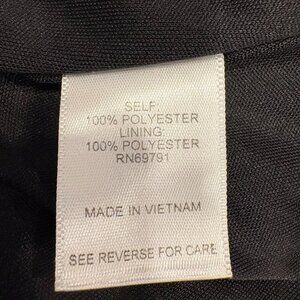 SELF:
100% POLYESTER
LINING:
100% POLYESTER
RN69791
MADE IN VIETNAM
SEE REVERSE FOR CARE